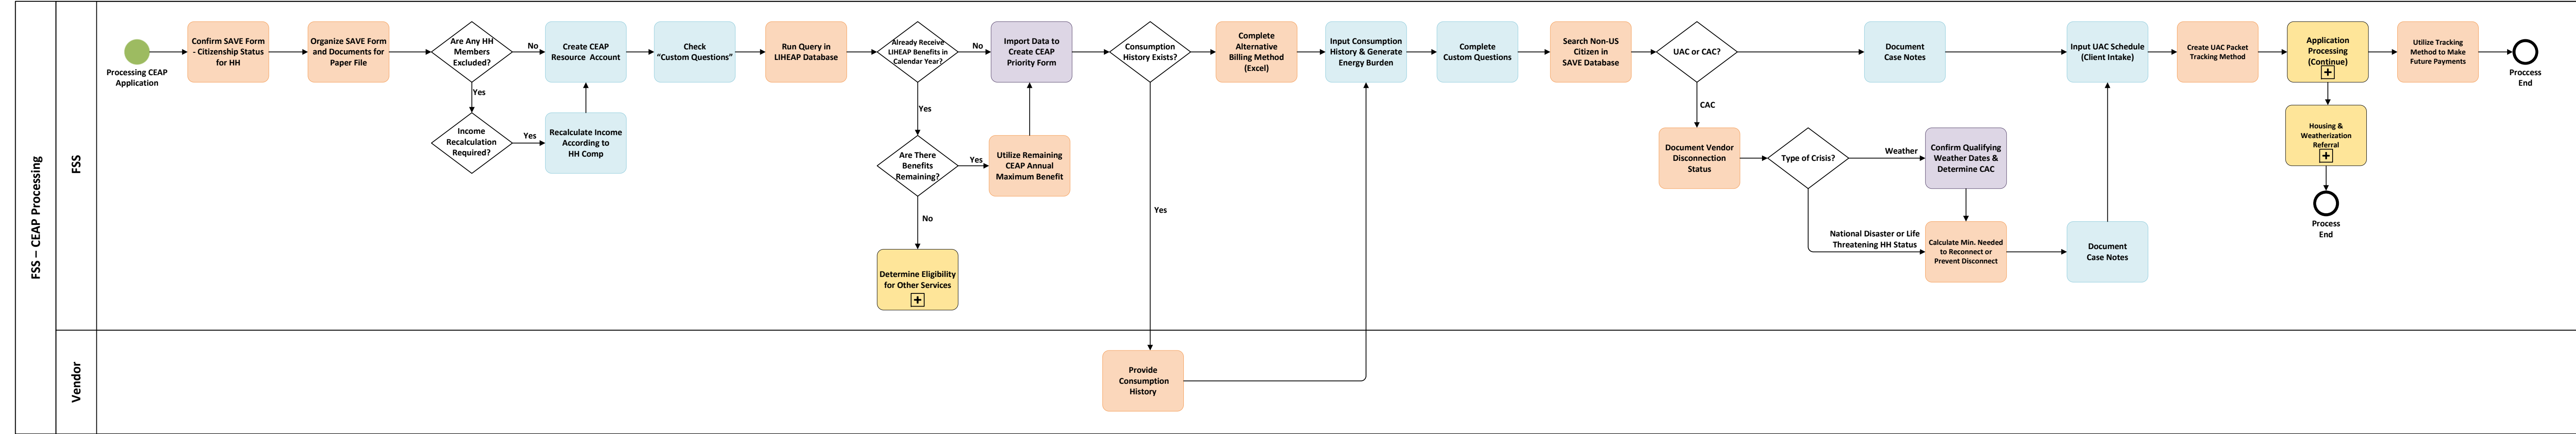 FSS – CEAP Processing
FSS
Vendor
Processing CEAP
Application
Confirm SAVE Form
- Citizenship Status
for HH
Organize SAVE Form
and Documents for
Paper File
Are Any HH
Members
Excluded?
No
Yes
Income
Recalculation
Required?
Yes
Recalculate Income
According to
HH Comp
Create CEAP
Resource Account
Check
“Custom Questions”
Run Query in
LIHEAP Database
Already Receive
LIHEAP Benefits in
Calendar Year?
No
Yes
Are There
Benefits
Remaining?
Yes
No
Utilize Remaining
CEAP Annual
Maximum Benefit
Determine Eligibility
for Other Services
Import Data to
Create CEAP
Priority Form
Consumption
History Exists?
Yes
Provide
Consumption
History
Complete
Alternative
Billing Method
(Excel)
Input Consumption
History & Generate
Energy Burden
Complete
Custom Questions
Search Non-US
Citizen in
SAVE Database
UAC or CAC?
CAC
Document Vendor
Disconnection
Status
Type of Crisis?
Weather
National Disaster or Life
Threatening HH Status
Confirm Qualifying
Weather Dates &
Determine CAC
Calculate Min. Needed
to Reconnect or
Prevent Disconnect
Document
Case Notes
Document
Case Notes
Input UAC Schedule
(Client Intake)
Create UAC Packet
Tracking Method
Application
Processing
(Continue)
Housing &
Weatherization
Referral
Process
End
Utilize Tracking
Method to Make
Future Payments
Proccess
End